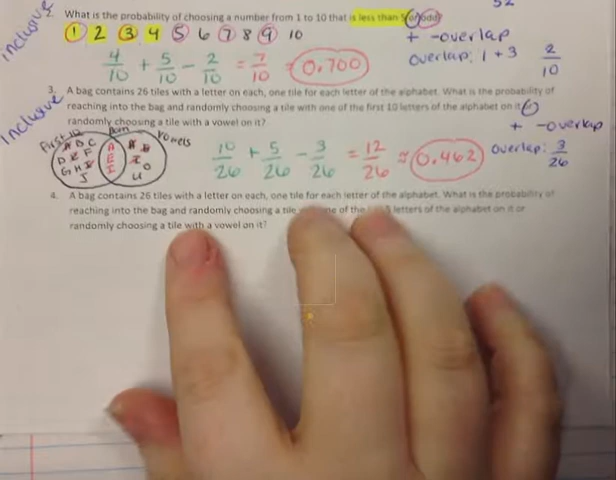 52
Inclusive
2. What is the probability of choosing a number from 1 to 10 that is less than 5 or odd?
1 2 3 4 5 6 7 8 9 10
+ -overlap
overlap: 1 + 3 2/10
4/10 + 5/10 - 2/10 = 7/10 = 0.700
Inclusive
3. A bag contains 26 tiles with a letter on each, one tile for each letter of the alphabet. What is the probability of
reaching into the bag and randomly choosing a tile with one of the first 10 letters of the alphabet on it or
randomly choosing a tile with a vowel on it?
+ -overlap
First 10 Both Vowels
A B C
D E F
G H I
J
A
E
I
O
U
10/26 + 5/26 - 3/26 = 12/26 ≈ 0.462
overlap: 3/26
4. A bag contains 26 tiles with a letter on each, one tile for each letter of the alphabet. What is the probability of
reaching into the bag and randomly choosing a tile one of the letters of the alphabet on it or
randomly choosing a tile with a vowel on it?